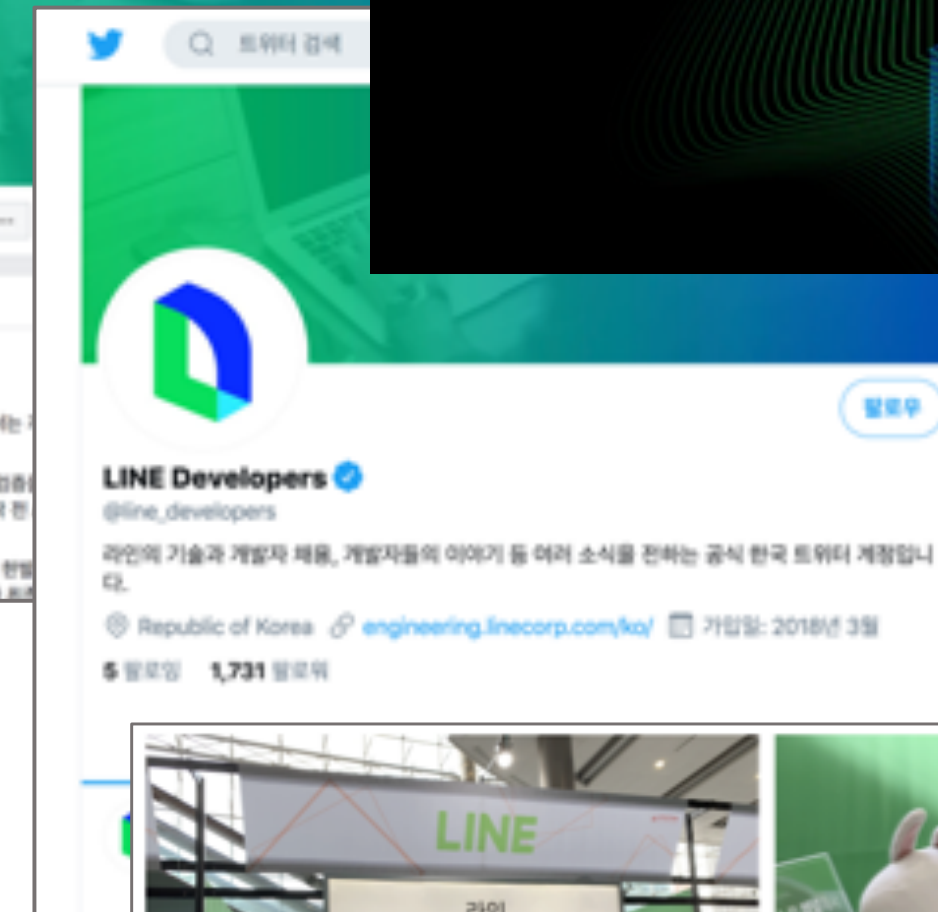 트위터 검색
팔로우
LINE Developers
@line_developers
라인의 기술과 개발자 채용, 개발자들의 이야기 등 여러 소식을 전하는 공식 한국 트위터 계정입니
다.
Republic of Korea engineering.linecorp.com/ko/ 가입일: 2018년 3월
5 팔로잉 1,731 팔로워
LINE
라인